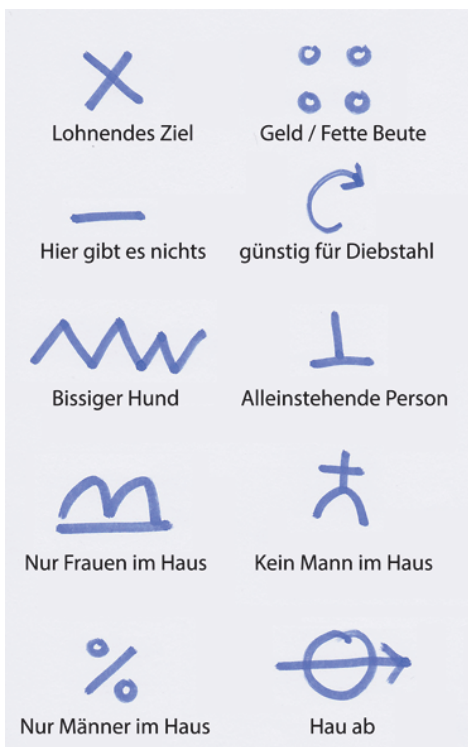 Lohnendes Ziel
Geld / Fette Beute
Hier gibt es nichts
günstig für Diebstahl
Bissiger Hund
Alleinstehende Person
Nur Frauen im Haus
Kein Mann im Haus
Nur Männer im Haus
Hau ab